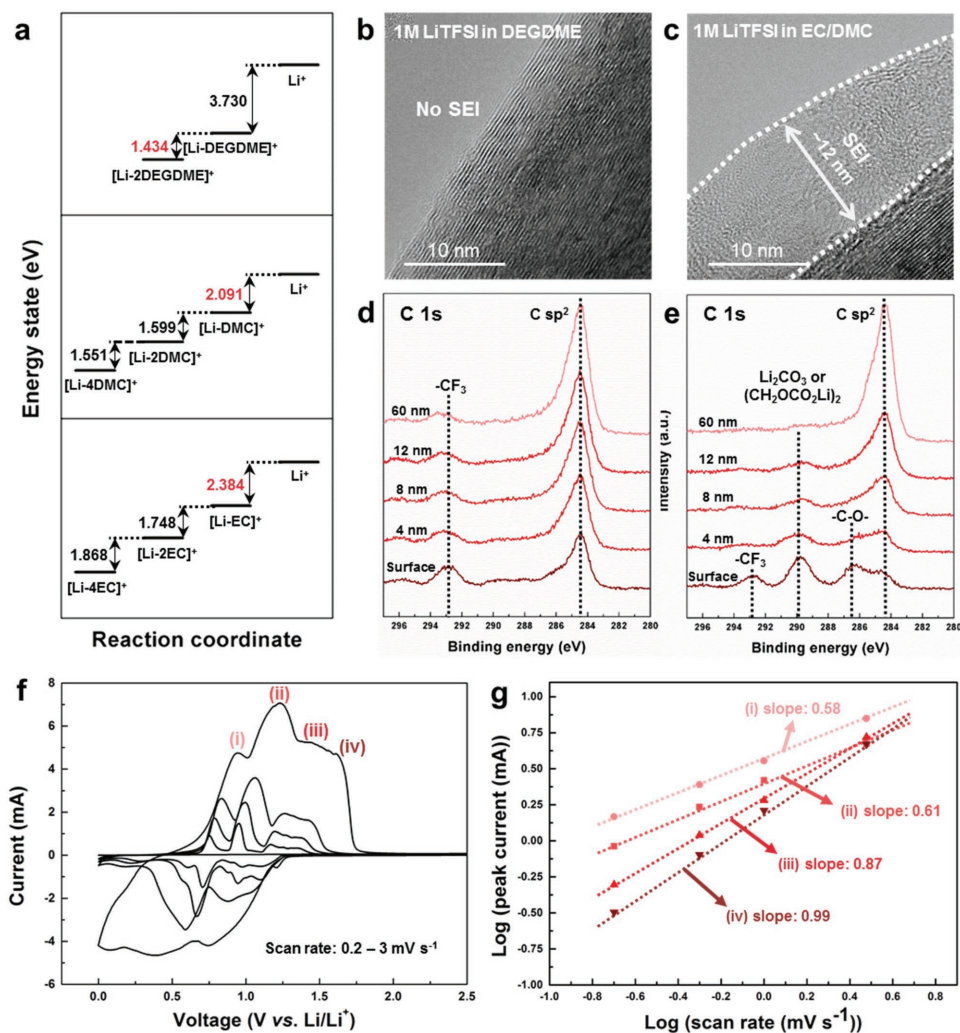 a
Energy state (eV)
Li⁺
3.730
1.434
[Li-DEGDME]⁺
[Li-2DEGDME]⁺
Li⁺
2.091
[Li-DMC]⁺
1.599
[Li-2DMC]⁺
1.551
[Li-4DMC]⁺
Li⁺
2.384
[Li-EC]⁺
1.748
[Li-2EC]⁺
1.868
[Li-4EC]⁺
Reaction coordinate
b
1M LiTFSI in DEGDME
No SEI
10 nm
c
1M LiTFSI in EC/DMC
SEI
~12 nm
10 nm
d
C 1s
C sp²
-CF₃
60 nm
12 nm
8 nm
4 nm
Surface
296 294 292 290 288 286 284 282 280
Binding energy (eV)
e
C 1s
C sp²
Li₂CO₃ or
(CH₂OCO₂Li)₂
60 nm
12 nm
8 nm
-C-O-
4 nm
-CF₃
Surface
Intensity (a.u.)
296 294 292 290 288 286 284 282 280
Binding energy (eV)
f
8
6
4
2
0
-2
-4
-6
Current (mA)
(i)
(ii)
(iii)
(iv)
Scan rate: 0.2 – 3 mV s⁻¹
0.0 0.5 1.0 1.5 2.0 2.5
Voltage (V vs. Li/Li⁺)
g
1.00
0.75
0.50
0.25
0.00
-0.25
-0.50
-0.75
-1.00
Log (peak current (mA))
(i) slope: 0.58
(ii) slope: 0.61
(iii) slope: 0.87
(iv) slope: 0.99
-1.0 -0.8 -0.6 -0.4 -0.2 0.0 0.2 0.4 0.6 0.8 1.0
Log (scan rate (mV s⁻¹))